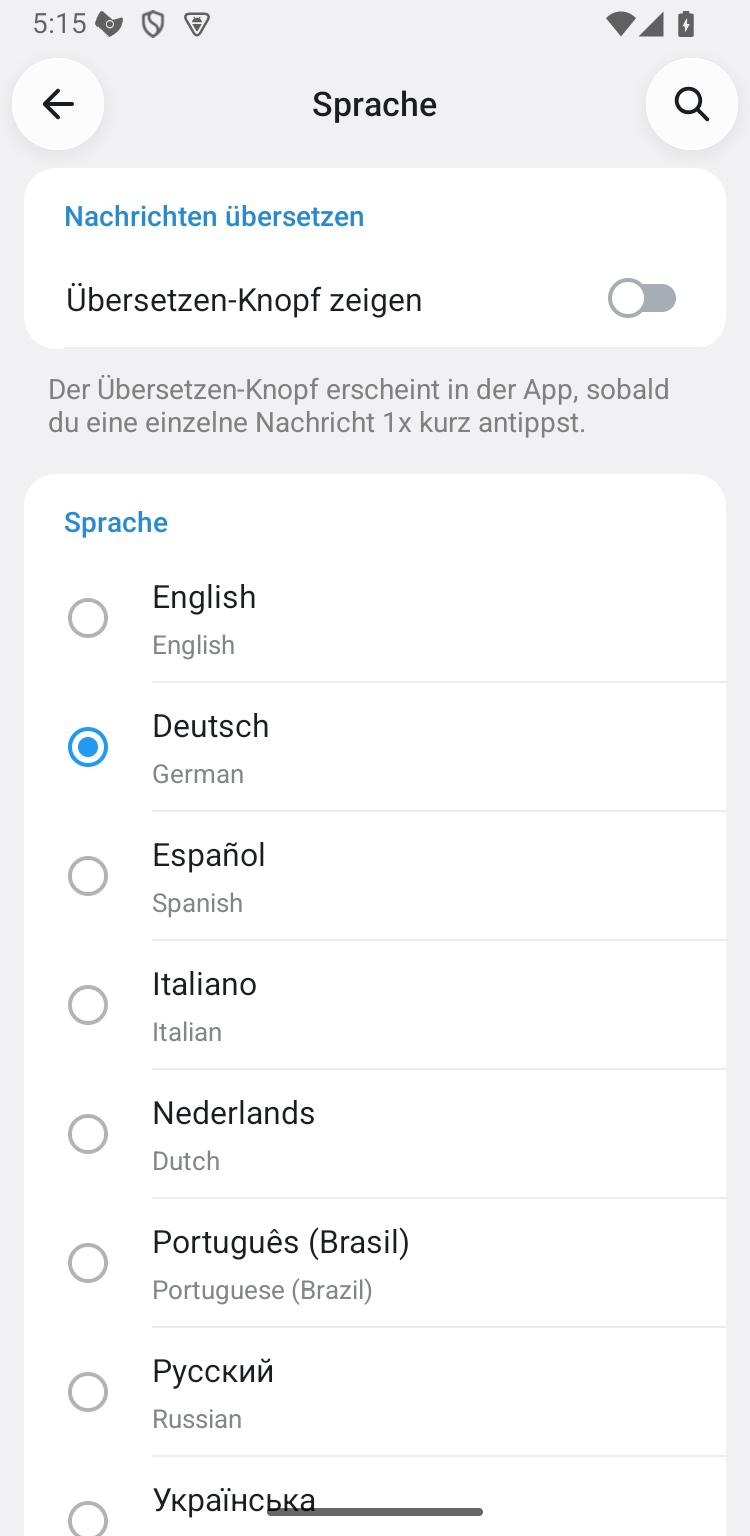 5:15
Sprache
Nachrichten übersetzen
Übersetzen-Knopf zeigen
Der Übersetzen-Knopf erscheint in der App, sobald
du eine einzelne Nachricht 1x kurz antippst.
Sprache
English
English
Deutsch
German
Español
Spanish
Italiano
Italian
Nederlands
Dutch
Português (Brasil)
Portuguese (Brazil)
Русский
Russian
Українська